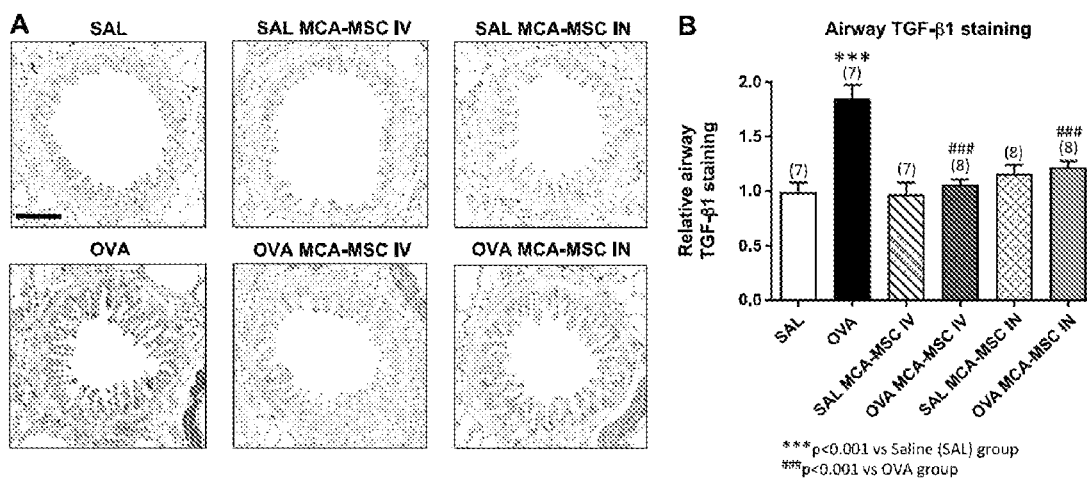 A
SAL
SAL MCA-MSC IV
SAL MCA-MSC IN
OVA
OVA MCA-MSC IV
OVA MCA-MSC IN
B
Airway TGF-β1 staining
Relative airway
TGF-β1 staining
2.0
1.5
1.0
0.5
0.0
(7)
***
(7)
(7)
###
(8)
(8)
###
(8)
SAL
OVA
SAL MCA-MSC IV
OVA MCA-MSC IV
SAL MCA-MSC IN
OVA MCA-MSC IN
***p<0.001 vs Saline (SAL) group
###p<0.001 vs OVA group